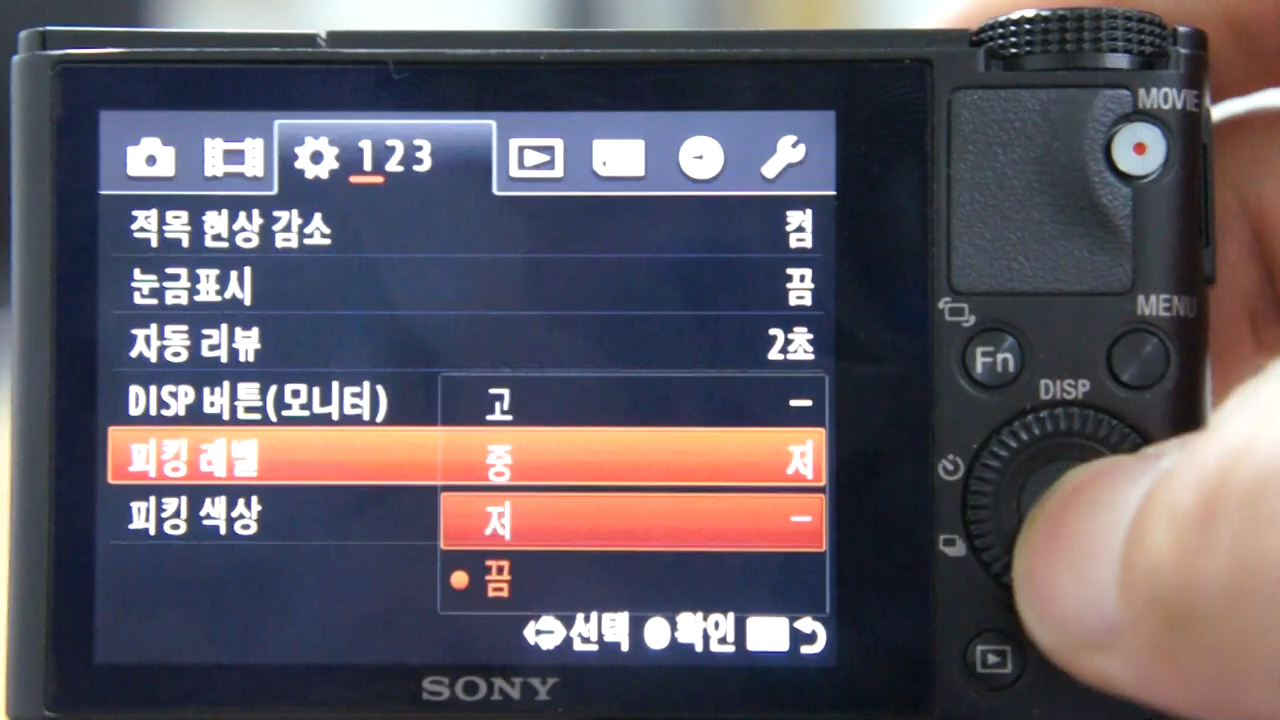 MOVIE
123
적목 현상 감소 컴
눈금표시 끔
MENU
자동 리뷰 2초
Fn
DISP
DISP 버튼(모니터) 고 –
피킹 레벨 중 저
피킹 색상 저 –
끔
선택 확인
SONY